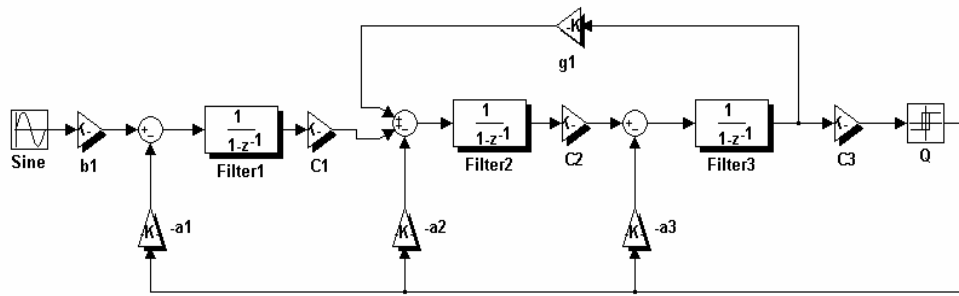 -K
g1
1
1-z-1
1
1-z-1
1
1-z-1
Sine
b1
Filter1
C1
Filter2
C2
Filter3
C3
Q
-K-
-a1
-K-
-a2
-K-
-a3